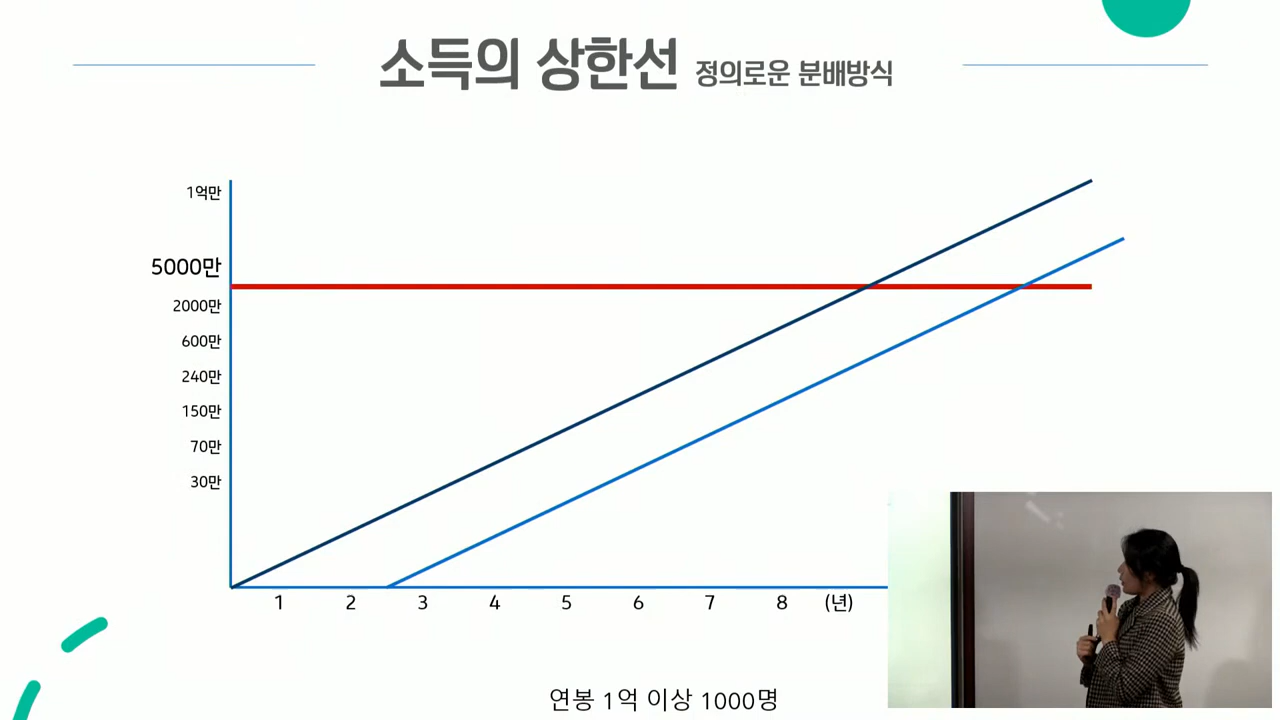 소득의 상한선 정의로운 분배방식
1억만
5000만
2000만
600만
240만
150만
70만
30만
1 2 3 4 5 6 7 8 (년)
연봉 1억 이상 1000명